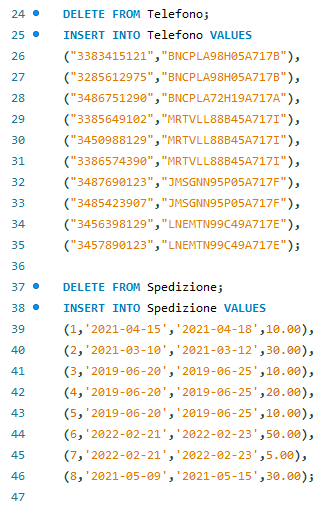 24 DELETE FROM Telefono;
25 INSERT INTO Telefono VALUES
26 ("3383415121","BNCPLA98H05A717B"),
27 ("3285612975","BNCPLA98H05A717B"),
28 ("3486751290","BNCPLA72H19A717A"),
29 ("3385649102","MRTVLL88B45A717I"),
30 ("3450988129","MRTVLL88B45A717I"),
31 ("3386574390","MRTVLL88B45A717I"),
32 ("3487690123","JMSGNN95P05A717F"),
33 ("3485423907","JMSGNN95P05A717F"),
34 ("3456398129","LNEMTN99C49A717E"),
35 ("3457890123","LNEMTN99C49A717E");
36
37 DELETE FROM Spedizione;
38 INSERT INTO Spedizione VALUES
39 (1,'2021-04-15','2021-04-18',10.00),
40 (2,'2021-03-10','2021-03-12',30.00),
41 (3,'2019-06-20','2019-06-25',10.00),
42 (4,'2019-06-20','2019-06-25',20.00),
43 (5,'2019-06-20','2019-06-25',10.00),
44 (6,'2022-02-21','2022-02-23',50.00),
45 (7,'2022-02-21','2022-02-23',5.00),
46 (8,'2021-05-09','2021-05-15',30.00);
47